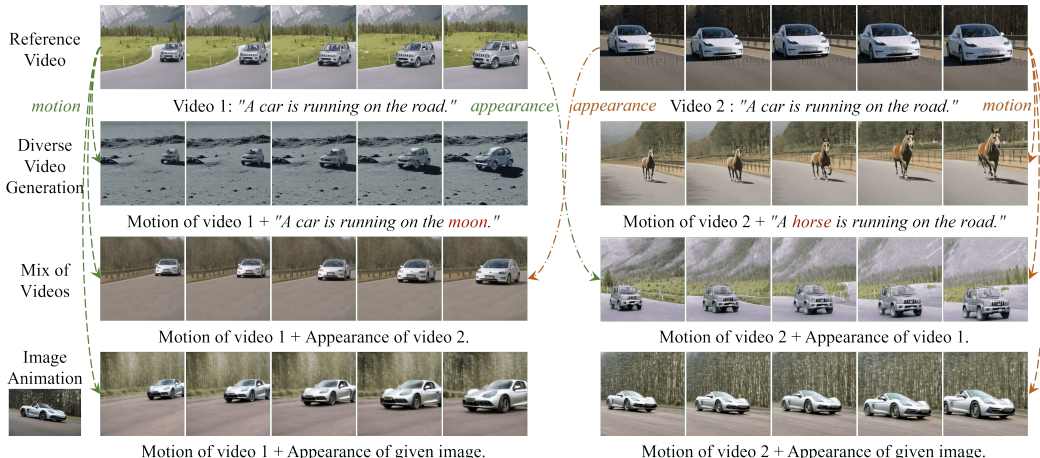 Reference
Video
motion
Video 1: "A car is running on the road."
appearance
appearance
Video 2 : "A car is running on the road."
motion
shutterst
Diverse
Video
Generation
Motion of video 1 + "A car is running on the moon."
Motion of video 2 + "A horse is running on the road."
Mix of
Videos
Motion of video 1 + Appearance of video 2.
Motion of video 2 + Appearance of video 1.
Image
Animation
Motion of video 1 + Appearance of given image.
Motion of video 2 + Appearance of given image.